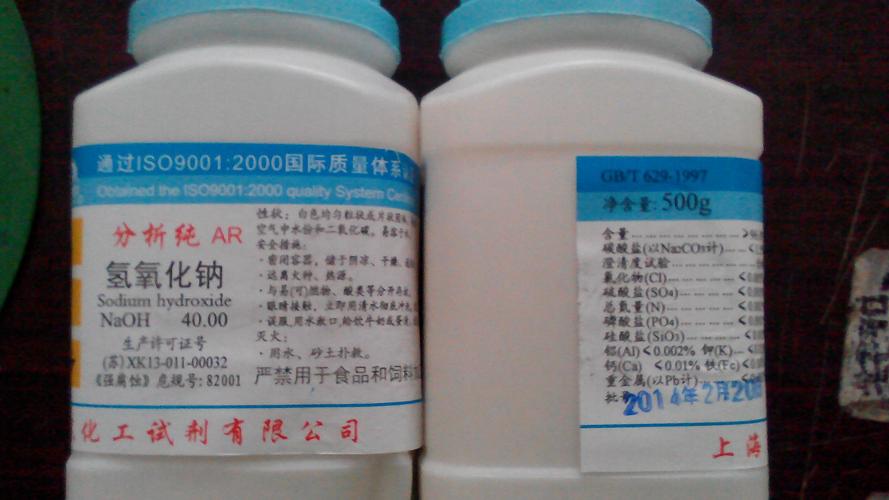 通过ISO9001:2000国际质量体系
Obtained the ISO9001:2000 quality System
分析纯 AR
氢氧化钠
Sodium hydroxide
NaOH 40.00
生产许可证号
(苏)XK13-011-00032
《强腐蚀》危规号: 82001
性状: 白色均匀粒状或片状固体
空气中水份和二氧化碳。易溶于
安全措施:
·密闭容器, 储于阴凉、干燥、
·远离火种、热源。
·与易(可)燃物、酸类等分开存
·眼睛接触, 立即用清水彻底冲
·误服, 用水漱口, 给饮牛奶或蛋
灭火:
·用水、砂土扑救。
严禁用于食品和饲料
化工试剂有限公司
GB/T 629-1997
净含量: 500g
含量
碳酸盐(以Na2CO3计)
澄清度试验
氯化物(Cl)
硫酸盐(SO4)
总氮量(N)
磷酸盐(PO4)
硅酸盐(SiO3)
铝(Al)<0.002% 钾(K)
钙(Ca) <0.01% 铁(Fe)
重金属(以Pb计)
批号
2014年2月20
上海